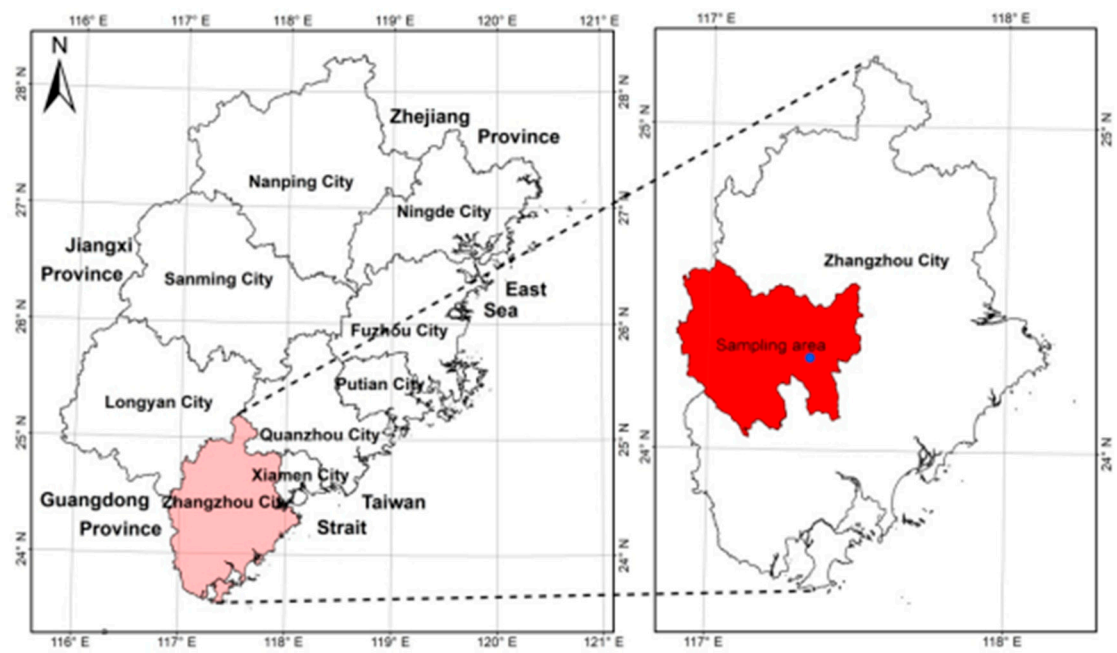 116° E 117° E 118° E 119° E 120° E 121° E
N
28° N
28° N
Zhejiang
Province
Nanping City
27° N
27° N
Ningde City
Jiangxi
Province
Sanming City
East
Sea
26° N
26° N
Fuzhou City
Putian City
Longyan City
25° N
25° N
Quanzhou City
Xiamen City
Guangdong
Province
Zhangzhou City
Taiwan
Strait
24° N
24° N
116° E 117° E 118° E 119° E 120° E 121° E
117° E 118° E
25° N
25° N
Zhangzhou City
Sampling area
24° N
24° N
117° E 118° E